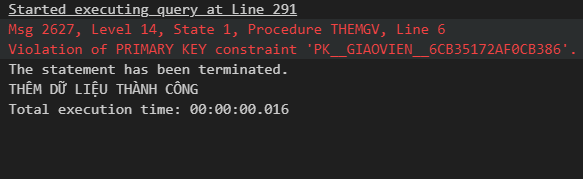 Started executing query at Line 291
Msg 2627, Level 14, State 1, Procedure THEMGV, Line 6
Violation of PRIMARY KEY constraint 'PK__GIAOVIEN__6CB35172AF0CB386'.
The statement has been terminated.
THÊM DỮ LIỆU THÀNH CÔNG
Total execution time: 00:00:00.016